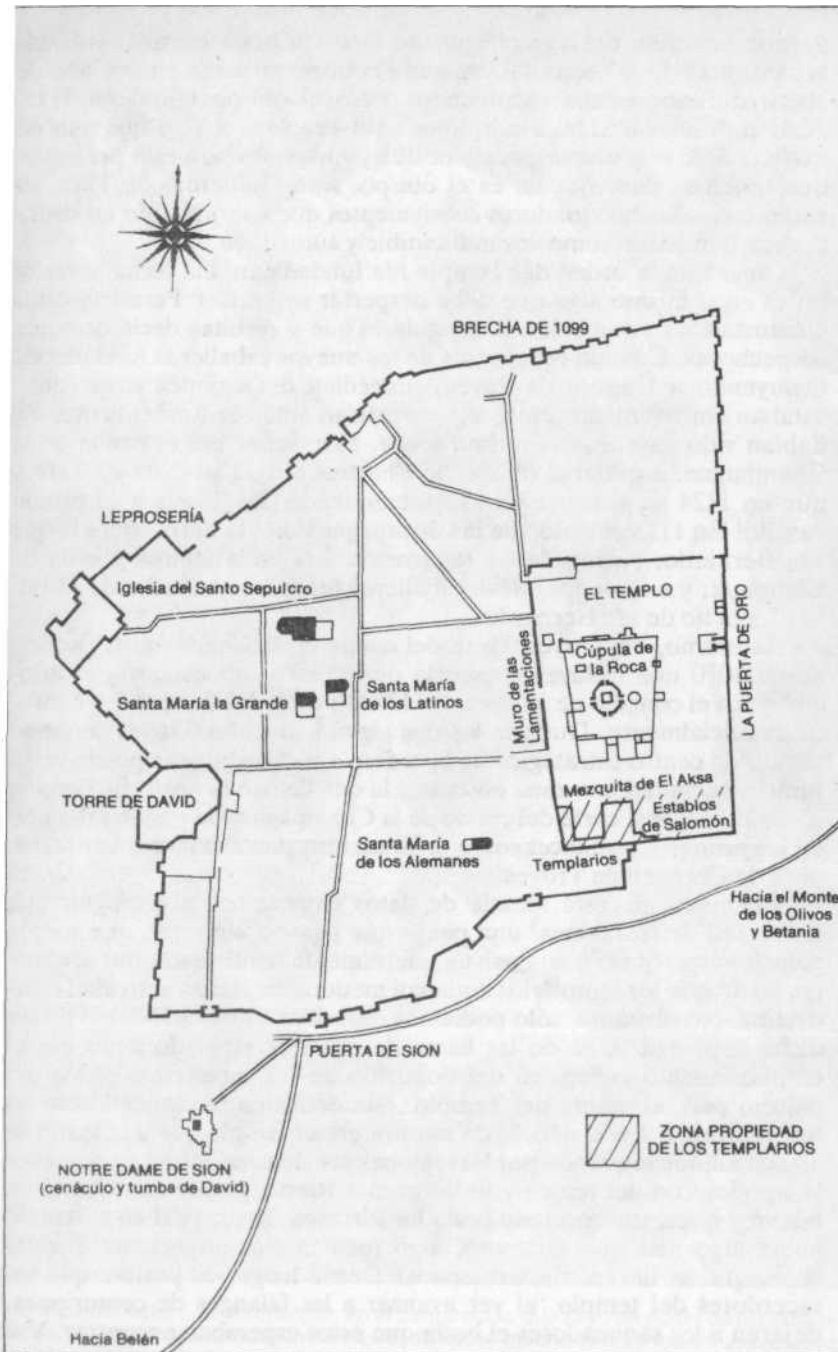 BRECHA DE 1099
LEPROSERÍA
Iglesia del Santo Sepulcro
EL TEMPLO
LA PUERTA DE ORO
Cúpula de
la Roca
Muro de las
Lamentaciones
Santa María la Grande
Santa María
de los Latinos
TORRE DE DAVID
Mezquita de El Aksa
Establos
de Salomón
Santa María
de los Alemanes
Templarios
Hacia el Monte
de los Olivos
y Betania
PUERTA DE SION
NOTRE DAME DE SION
(cenáculo y tumba de David)
ZONA PROPIEDAD
DE LOS TEMPLARIOS
Hacia Belén